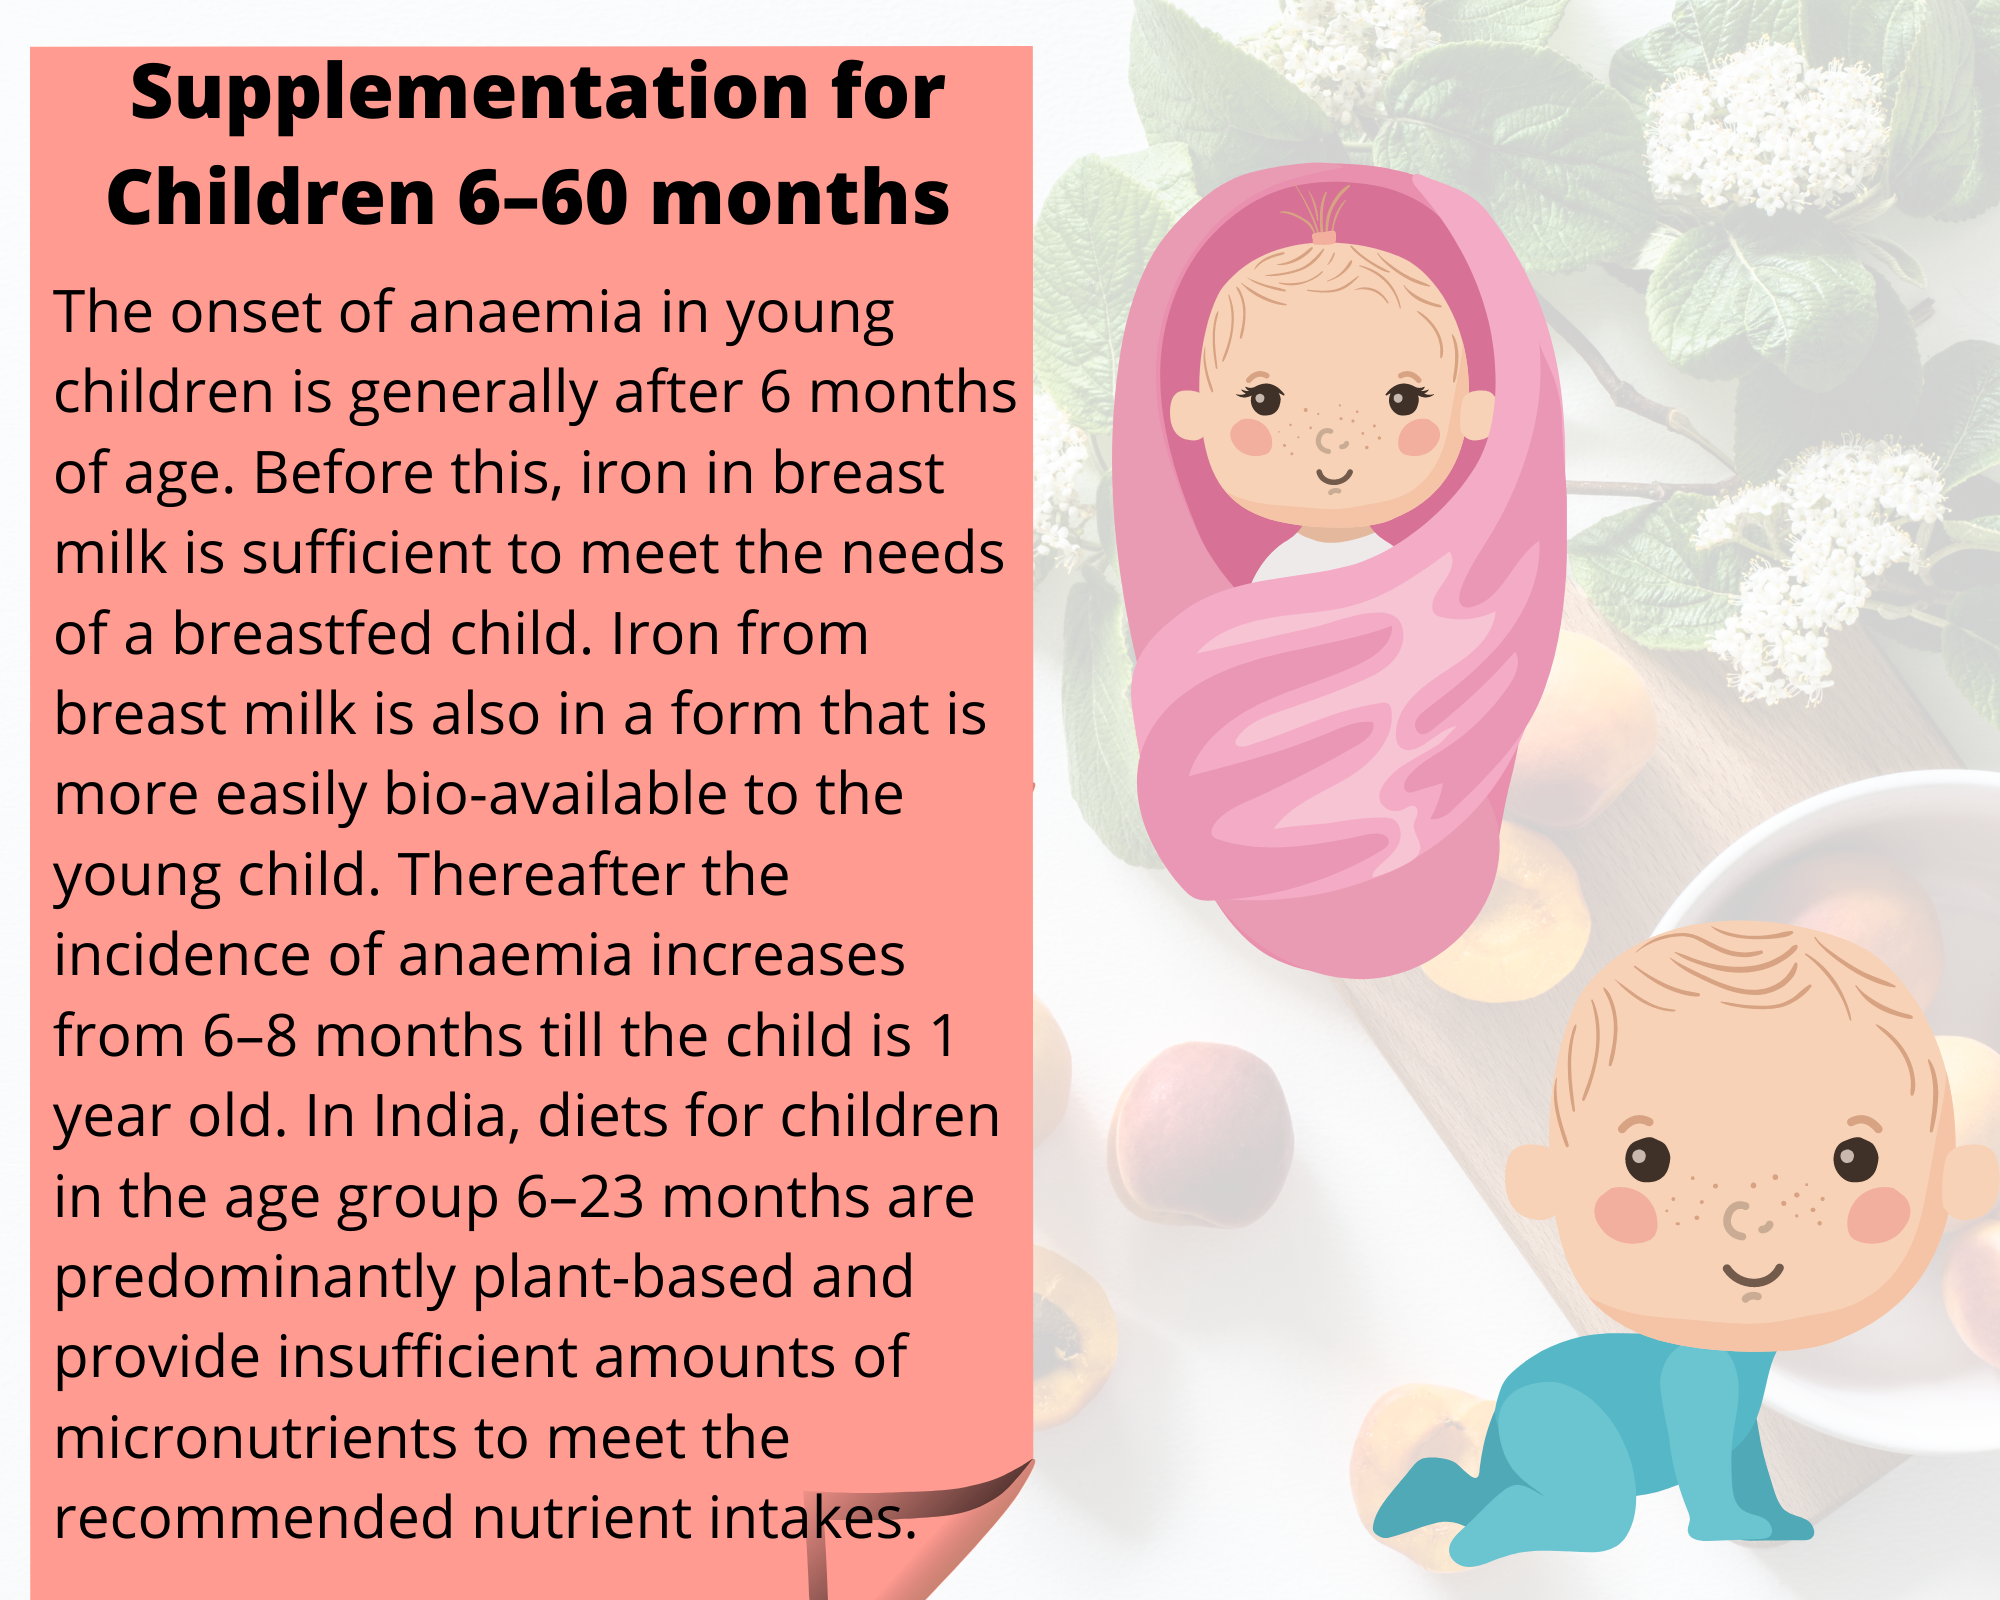 Supplementation for
Children 6–60 months
The onset of anaemia in young
children is generally after 6 months
of age. Before this, iron in breast
milk is sufficient to meet the needs
of a breastfed child. Iron from
breast milk is also in a form that is
more easily bio-available to the
young child. Thereafter the
incidence of anaemia increases
from 6–8 months till the child is 1
year old. In India, diets for children
in the age group 6–23 months are
predominantly plant-based and
provide insufficient amounts of
micronutrients to meet the
recommended nutrient intakes.